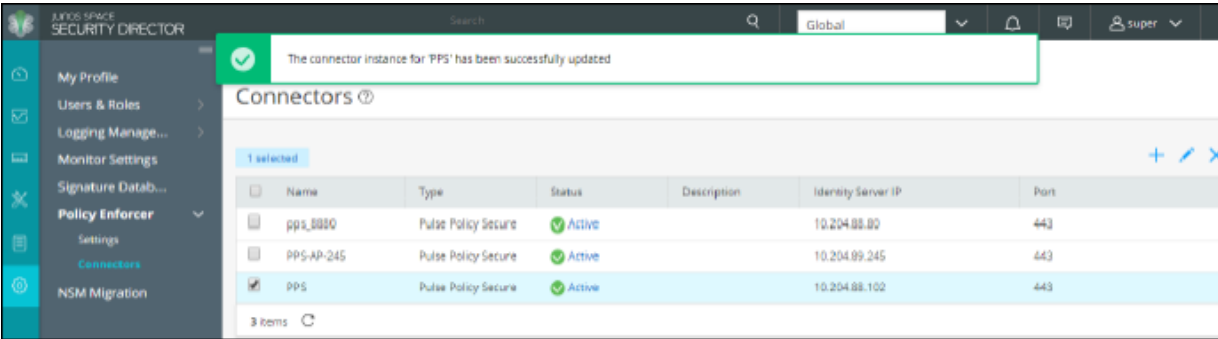 JUNOS SPACE
SECURITY DIRECTOR
Search
Global
super
The connector instance for 'PPS' has been successfully updated
My Profile
Users & Roles
Logging Manage...
Monitor Settings
Signature Datab...
Policy Enforcer
Settings
Connectors
NSM Migration
Connectors
1 selected
Name Type Status Description Identity Server IP Port
pps_8880 Pulse Policy Secure Active 10.204.88.80 443
PPS-AP-245 Pulse Policy Secure Active 10.204.89.245 443
PPS Pulse Policy Secure Active 10.204.88.102 443
3 items